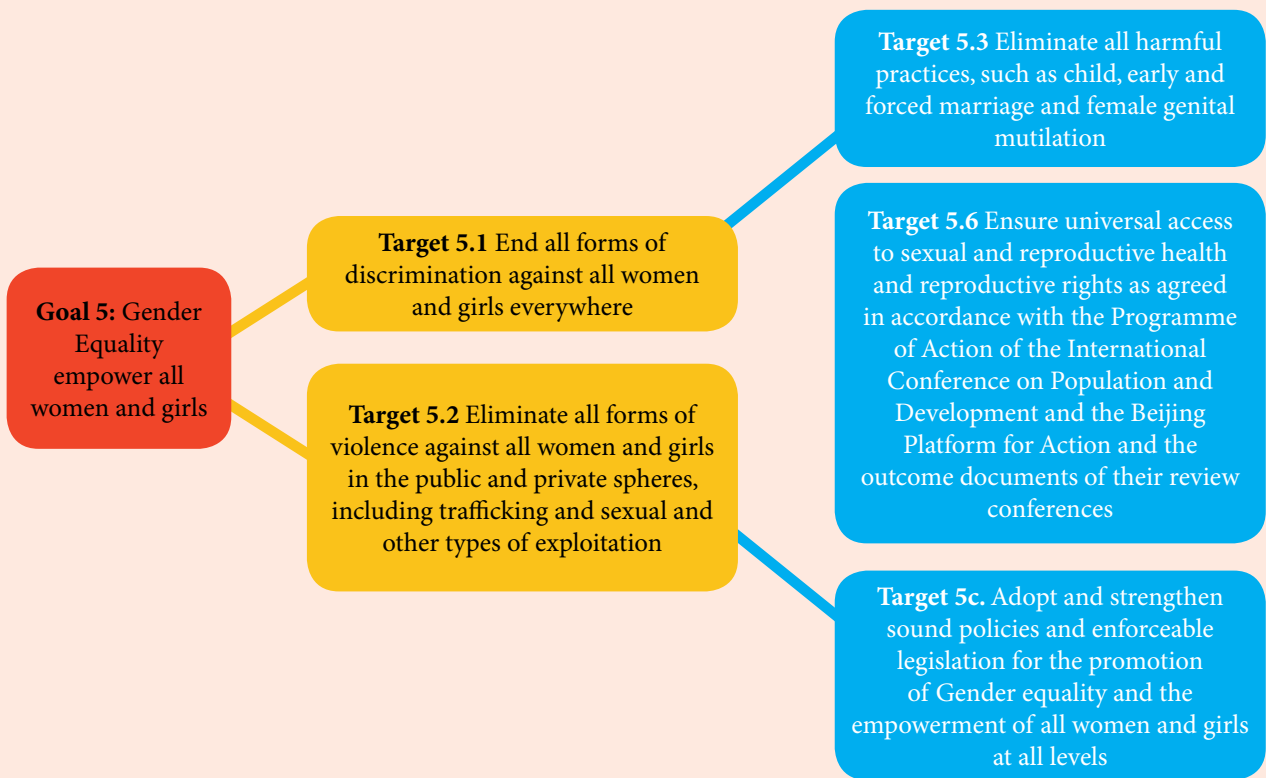 Goal 5: Gender
Equality
empower all
women and girls
Target 5.1 End all forms of
discrimination against all women
and girls everywhere
Target 5.2 Eliminate all forms of
violence against all women and girls
in the public and private spheres,
including trafficking and sexual and
other types of exploitation
Target 5.3 Eliminate all harmful
practices, such as child, early and
forced marriage and female genital
mutilation
Target 5.6 Ensure universal access
to sexual and reproductive health
and reproductive rights as agreed
in accordance with the Programme
of Action of the International
Conference on Population and
Development and the Beijing
Platform for Action and the
outcome documents of their review
conferences
Target 5c. Adopt and strengthen
sound policies and enforceable
legislation for the promotion
of Gender equality and the
empowerment of all women and girls
at all levels